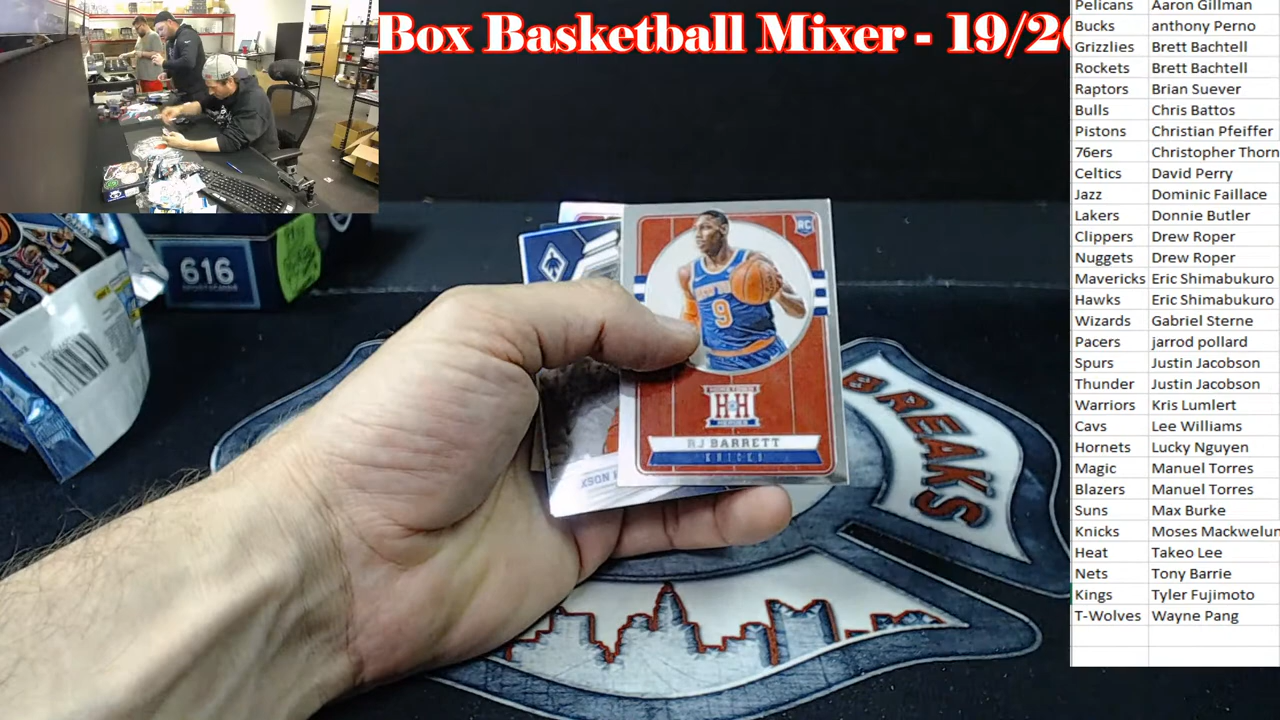 Box Basketball Mixer - 19/20
Pelicans Aaron Gillman
Bucks anthony Perno
Grizzlies Brett Bachtell
Rockets Brett Bachtell
Raptors Brian Suever
Bulls Chris Battos
Pistons Christian Pfeiffer
76ers Christopher Thorn
Celtics David Perry
Jazz Dominic Faillace
Lakers Donnie Butler
Clippers Drew Roper
Nuggets Drew Roper
Mavericks Eric Shimabukuro
Hawks Eric Shimabukuro
Wizards Gabriel Sterne
Pacers jarrod pollard
Spurs Justin Jacobson
Thunder Justin Jacobson
Warriors Kris Lumlert
Cavs Lee Williams
Hornets Lucky Nguyen
Magic Manuel Torres
Blazers Manuel Torres
Suns Max Burke
Knicks Moses Mackwelun
Heat Takeo Lee
Nets Tony Barrie
Kings Tyler Fujimoto
T-Wolves Wayne Pang
616
RC
9
HOMETOWN
H H
HEROES
RJ BARRETT
KNICKS
KSON
BREAKS